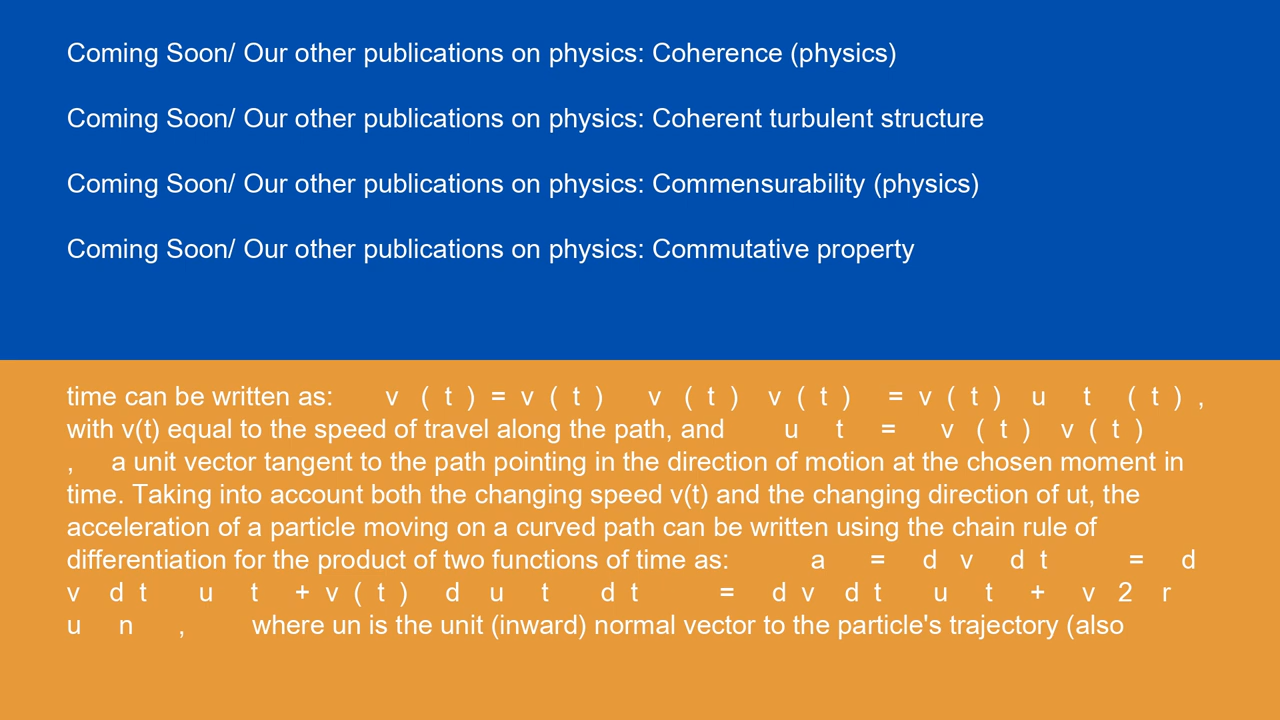 Coming Soon/ Our other publications on physics: Coherence (physics)
Coming Soon/ Our other publications on physics: Coherent turbulent structure
Coming Soon/ Our other publications on physics: Commensurability (physics)
Coming Soon/ Our other publications on physics: Commutative property
time can be written as: v ( t ) = v ( t ) v ( t ) v ( t ) = v ( t ) u t ( t ) ,
with v(t) equal to the speed of travel along the path, and u t = v ( t ) v ( t )
, a unit vector tangent to the path pointing in the direction of motion at the chosen moment in
time. Taking into account both the changing speed v(t) and the changing direction of ut, the
acceleration of a particle moving on a curved path can be written using the chain rule of
differentiation for the product of two functions of time as: a = d v d t = d
v d t u t + v ( t ) d u t d t = d v d t u t + v 2 r
u n , where un is the unit (inward) normal vector to the particle's trajectory (also